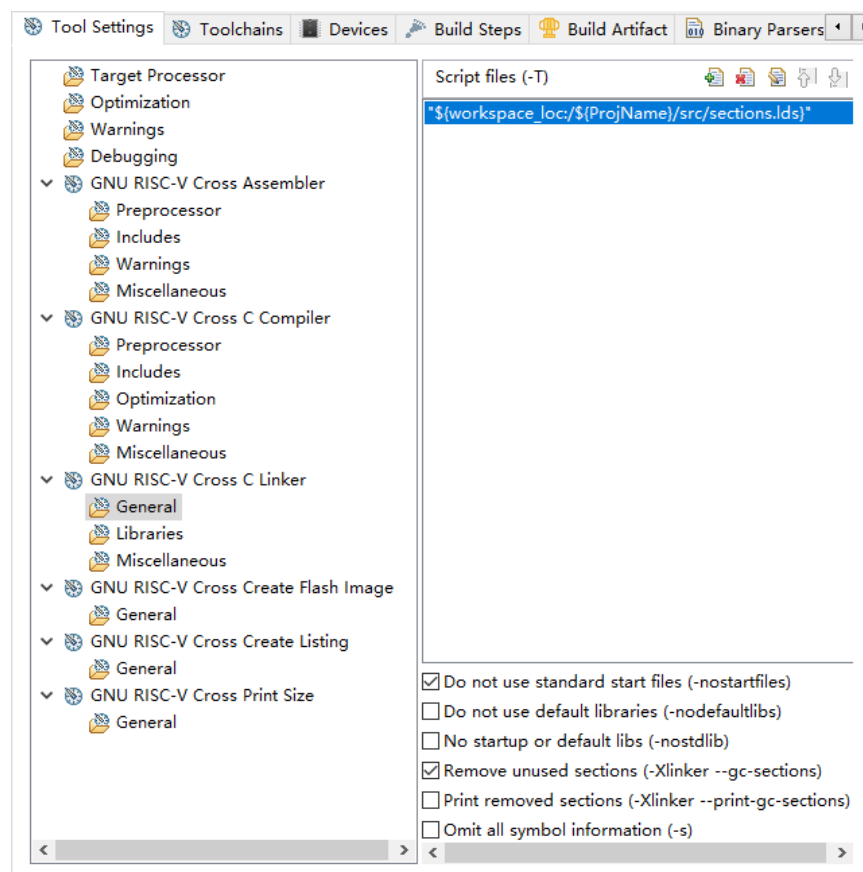 Tool Settings Toolchains Devices Build Steps Build Artifact Binary Parsers
Target Processor
Optimization
Warnings
Debugging
GNU RISC-V Cross Assembler
Preprocessor
Includes
Warnings
Miscellaneous
GNU RISC-V Cross C Compiler
Preprocessor
Includes
Optimization
Warnings
Miscellaneous
GNU RISC-V Cross C Linker
General
Libraries
Miscellaneous
GNU RISC-V Cross Create Flash Image
General
GNU RISC-V Cross Create Listing
General
GNU RISC-V Cross Print Size
General
Script files (-T)
"${workspace_loc:/${ProjName}/src/sections.lds}"
Do not use standard start files (-nostartfiles)
Do not use default libraries (-nodefaultlibs)
No startup or default libs (-nostdlib)
Remove unused sections (-Xlinker --gc-sections)
Print removed sections (-Xlinker --print-gc-sections)
Omit all symbol information (-s)